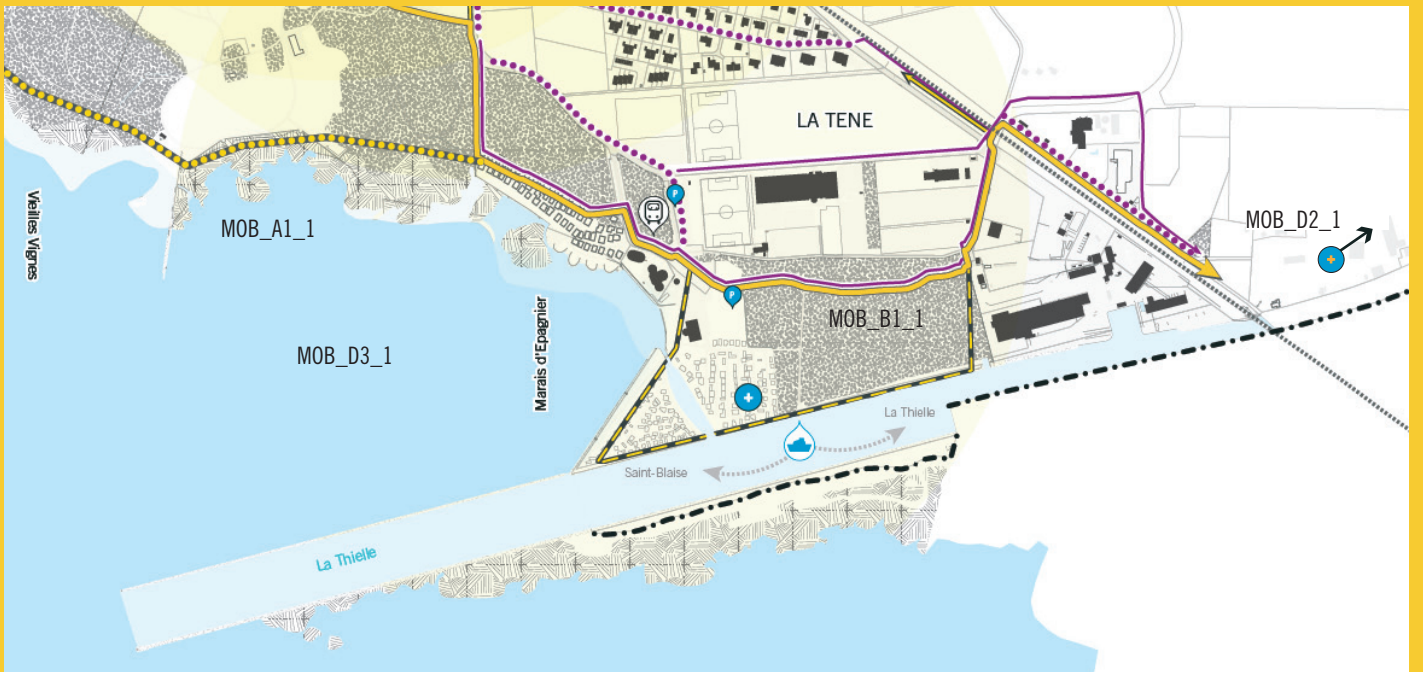 LA TENE
P
Vieilles Vignes
MOB_A1_1
MOB_D2_1
P
Marais d'Epagnier
MOB_B1_1
MOB_D3_1
La Thielle
Saint-Blaise
La Thielle